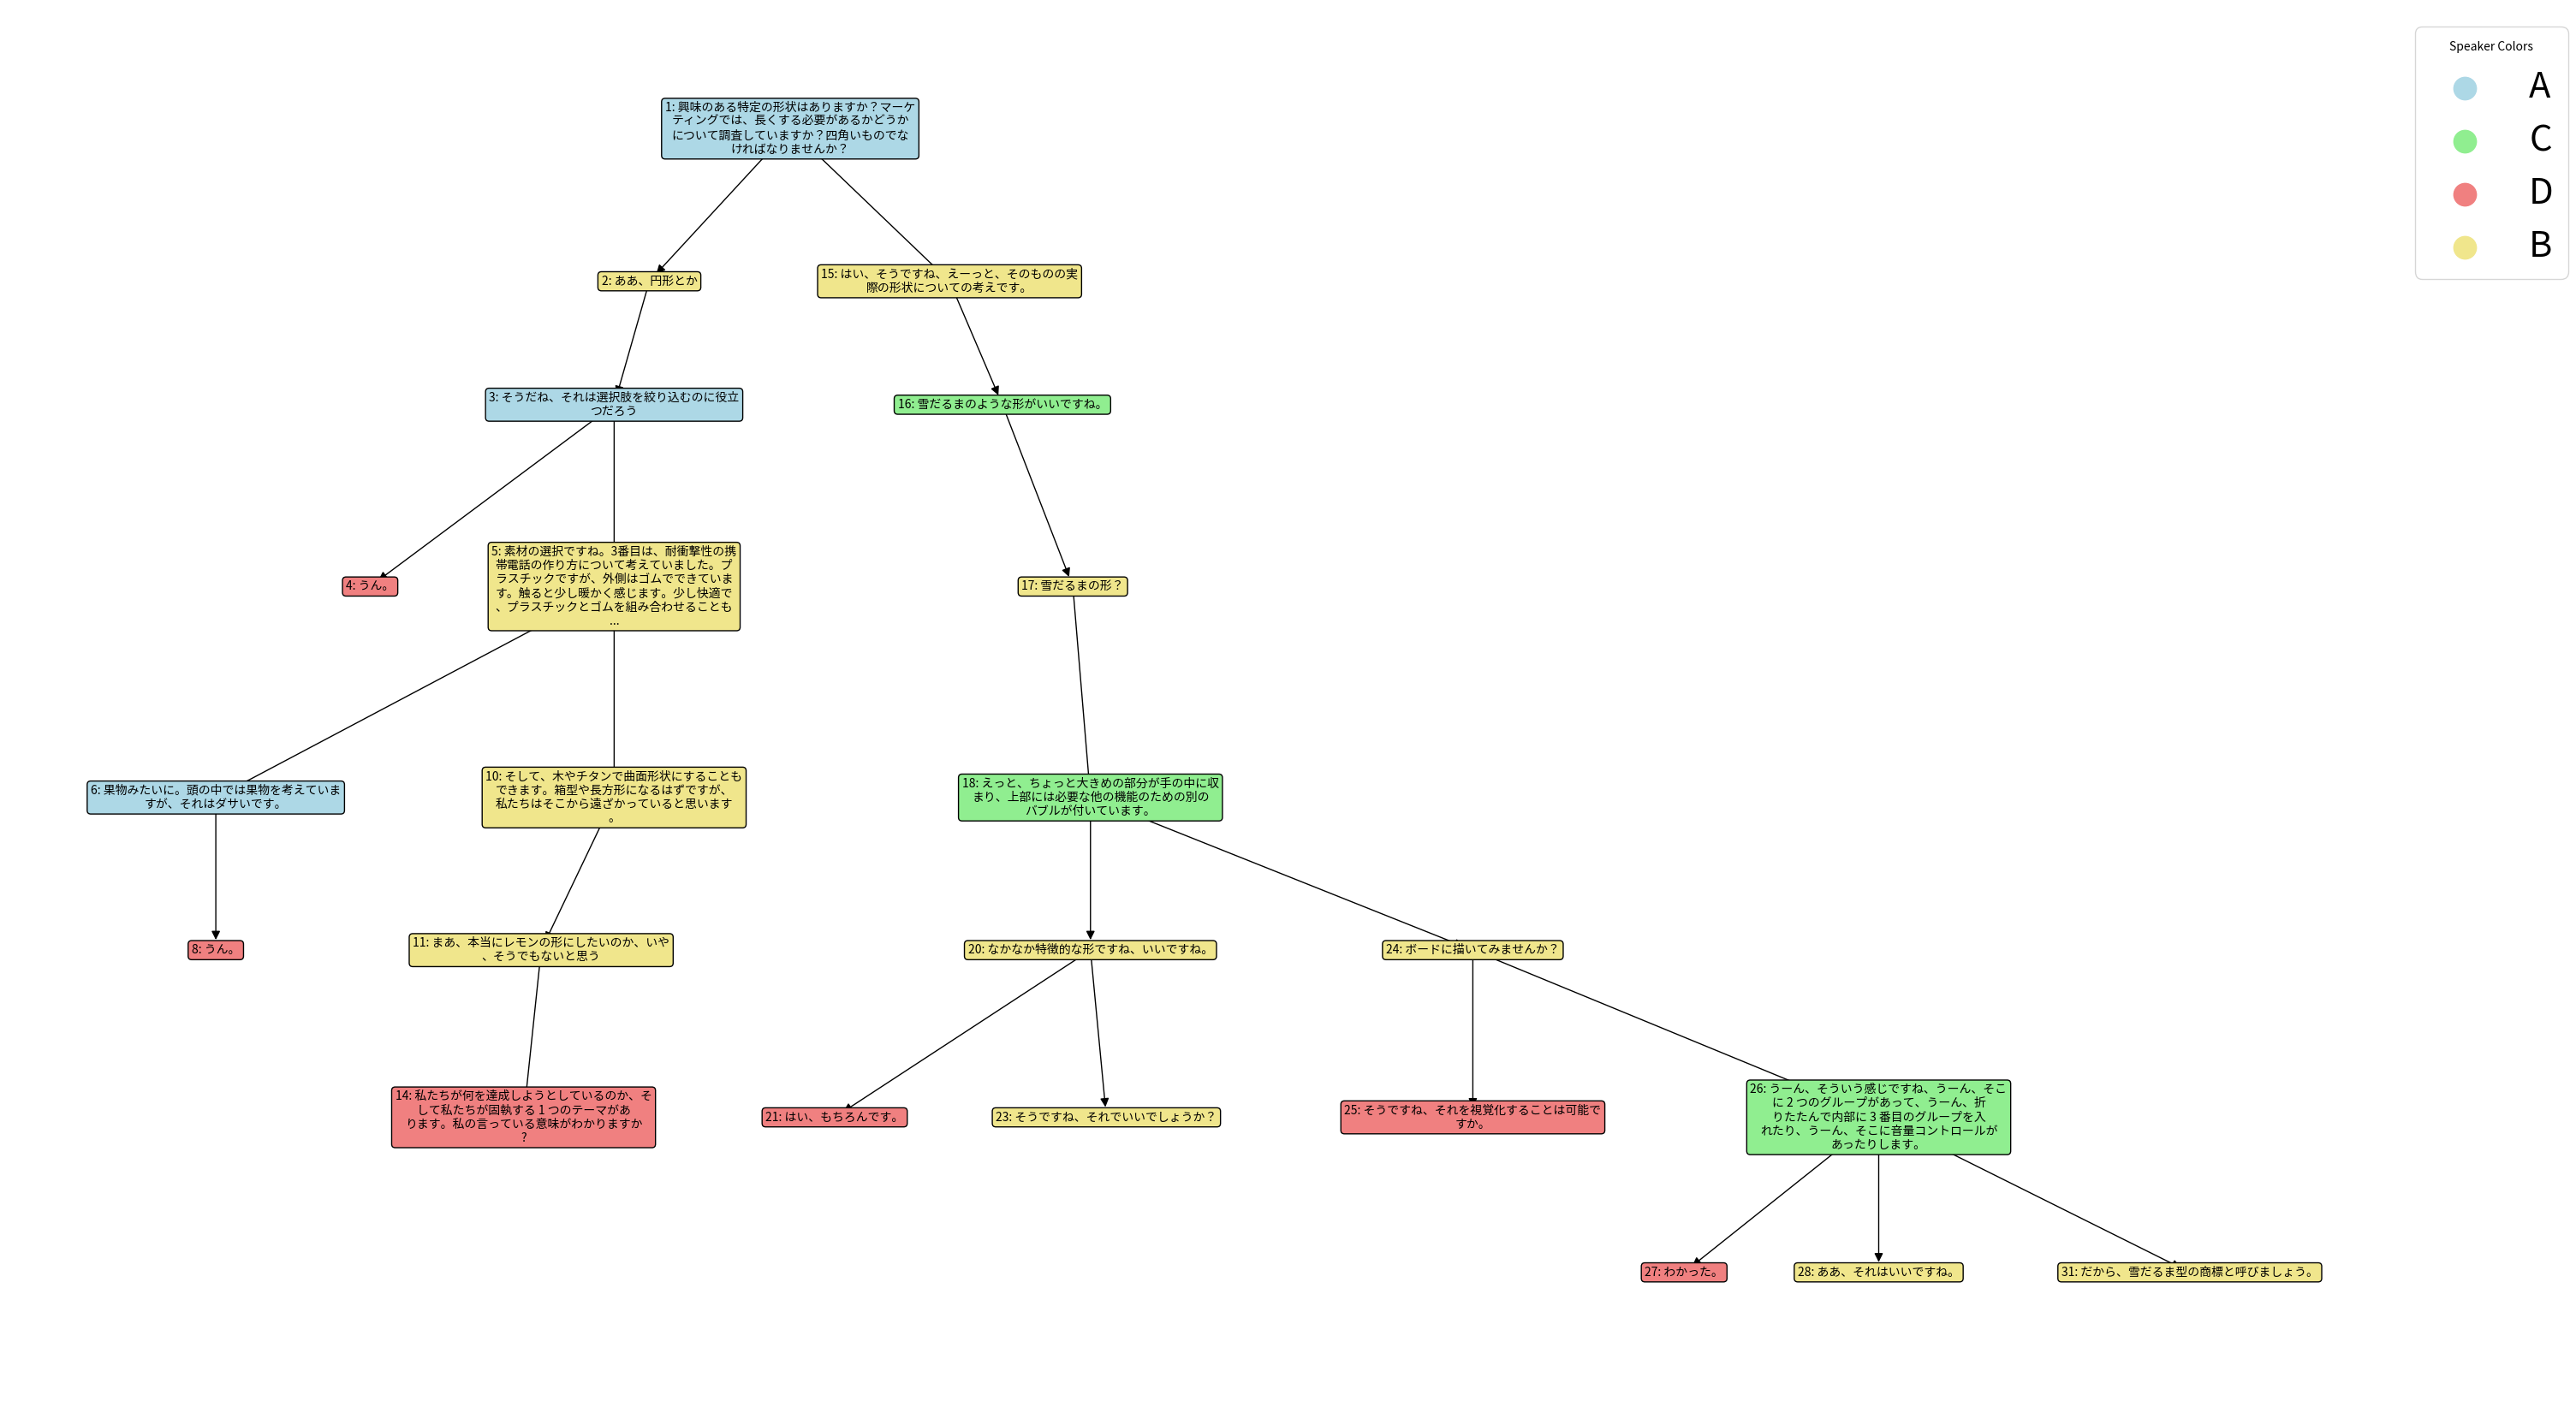 Speaker Colors
A
C
D
B
1: 興味のある特定の形状はありますか？マーケ
ティングでは、長くする必要があるかどうか
について調査していますか？四角いものでな
ければなりませんか？
2: ああ、円形とか
15: はい、そうですね、えーっと、そのものの実
際の形状についての考えです。
3: そうだね、それは選択肢を絞り込むのに役立
つだろう
16: 雪だるまのような形がいいですね。
4: うん。
5: 素材の選択ですね。3番目は、耐衝撃性の携
帯電話の作り方について考えていました。プ
ラスチックですが、外側はゴムでできていま
す。触ると少し暖かく感じます。少し快適で
、プラスチックとゴムを組み合わせることも
...
17: 雪だるまの形？
6: 果物みたいに。頭の中では果物を考えていま
すが、それはダサいです。
10: そして、木やチタンで曲面形状にすることも
できます。箱型や長方形になるはずですが、
私たちはそこから遠ざかっていると思います
。
18: えっと、ちょっと大きめの部分が手の中に収
まり、上部には必要な他の機能のための別の
バブルが付いています。
8: うん。
11: まあ、本当にレモンの形にしたいのか、いや
、そうでもないと思う
20: なかなか特徴的な形ですね、いいですね。
24: ボードに描いてみませんか？
14: 私たちが何を達成しようとしているのか、そ
して私たちが固執する 1 つのテーマがあ
ります。私の言っている意味がわかりますか
?
21: はい、もちろんです。
23: そうですね、それでいいでしょうか？
25: そうですね、それを視覚化することは可能で
すか。
26: うーん、そういう感じですね、うーん、そこ
に 2 つのグループがあって、うーん、折
りたたんで内部に 3 番目のグループを入
れたり、うーん、そこに音量コントロールが
あったりします。
27: わかった。
28: ああ、それはいいですね。
31: だから、雪だるま型の商標と呼びましょう。